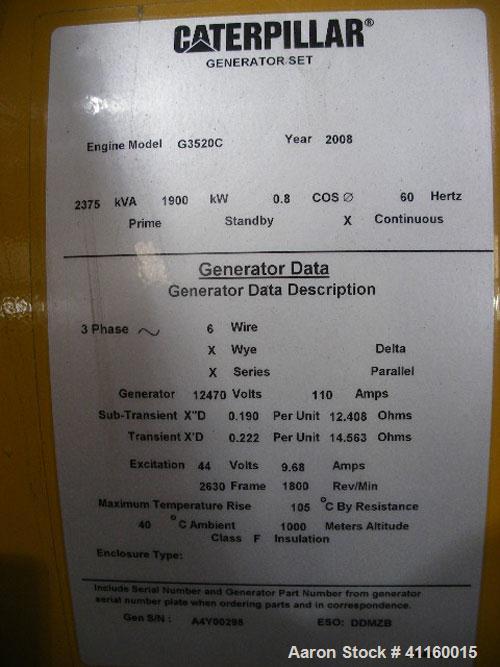 CATERPILLAR®
GENERATOR SET
Engine Model G3520C Year 2008
2375 kVA 1900 kW 0.8 COS ∅ 60 Hertz
Prime Standby X Continuous
Generator Data
Generator Data Description
3 Phase ~ 6 Wire
X Wye Delta
X Series Parallel
Generator 12470 Volts 110 Amps
Sub-Transient X"D 0.190 Per Unit 12.408 Ohms
Transient X'D 0.222 Per Unit 14.563 Ohms
Excitation 44 Volts 9.68 Amps
2630 Frame 1800 Rev/Min
Maximum Temperature Rise 105 °C By Resistance
40 °C Ambient 1000 Meters Altitude
Class F Insulation
Enclosure Type:
Include Serial Number and Generator Part Number from generator
serial number plate when ordering parts and in correspondence.
Gen S/N : A4Y00298 ESO: DDMZB
Aaron Stock # 41160015